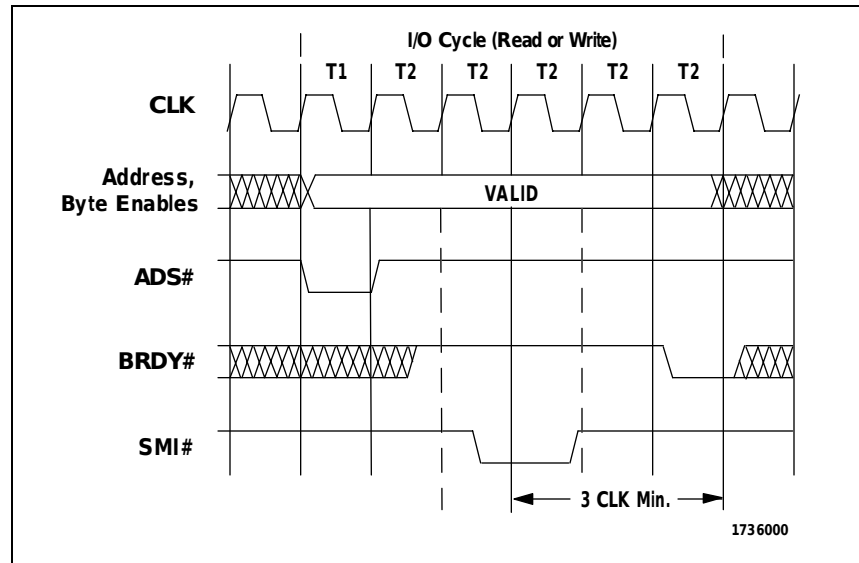 I/O Cycle (Read or Write)
T1 T2 T2 T2 T2 T2
CLK
Address,
Byte Enables
VALID
ADS#
BRDY#
SMI#
3 CLK Min.
1736000